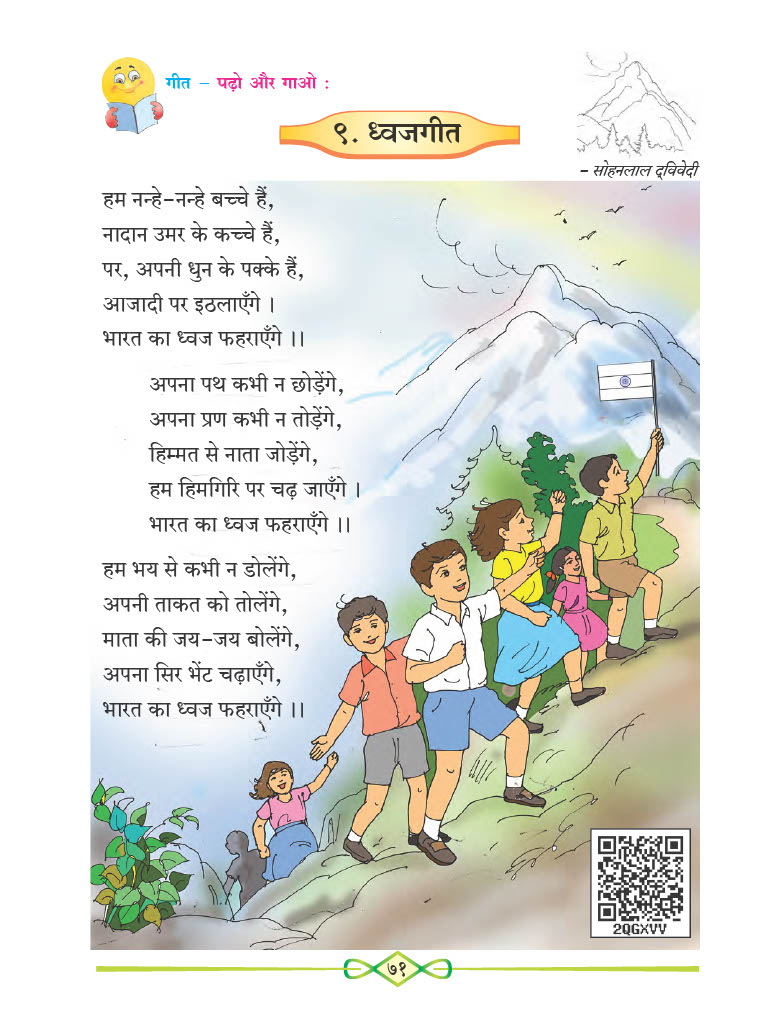 गीत – पढ़ो और गाओ :
९. ध्वजगीत
– सोहनलाल द्‌विवेदी
हम नन्हे-नन्हे बच्चे हैं,
नादान उमर के कच्चे हैं,
पर, अपनी धुन के पक्के हैं,
आजादी पर इठलाएँगे ।
भारत का ध्वज फहराएँगे ।।
अपना पथ कभी न छोड़ेंगे,
अपना प्रण कभी न तोड़ेंगे,
हिम्मत से नाता जोड़ेंगे,
हम हिमगिरि पर चढ़ जाएँगे ।
भारत का ध्वज फहराएँगे ।।
हम भय से कभी न डोलेंगे,
अपनी ताकत को तोलेंगे,
माता की जय-जय बोलेंगे,
अपना सिर भेंट चढ़ाएँगे,
भारत का ध्वज फहराएँगे ।।
2QGXVV
७१